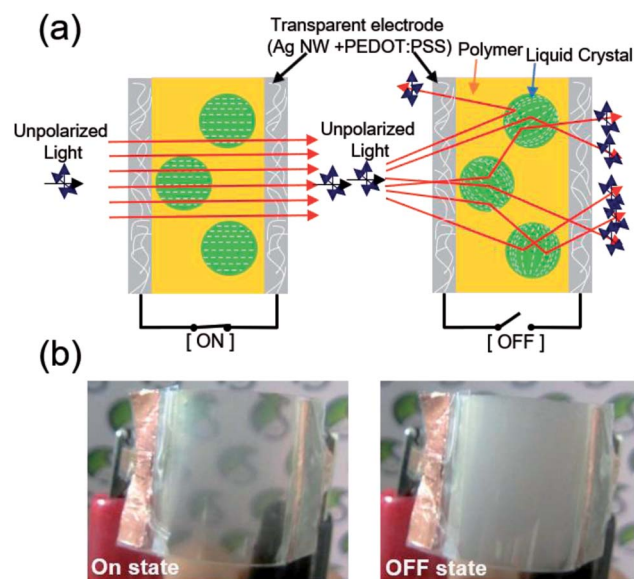 (a)
Transparent electrode
(Ag NW +PEDOT:PSS)
Polymer
Liquid Crystal
Unpolarized
Light
Unpolarized
Light
[ ON ]
[ OFF ]
(b)
On state
OFF state